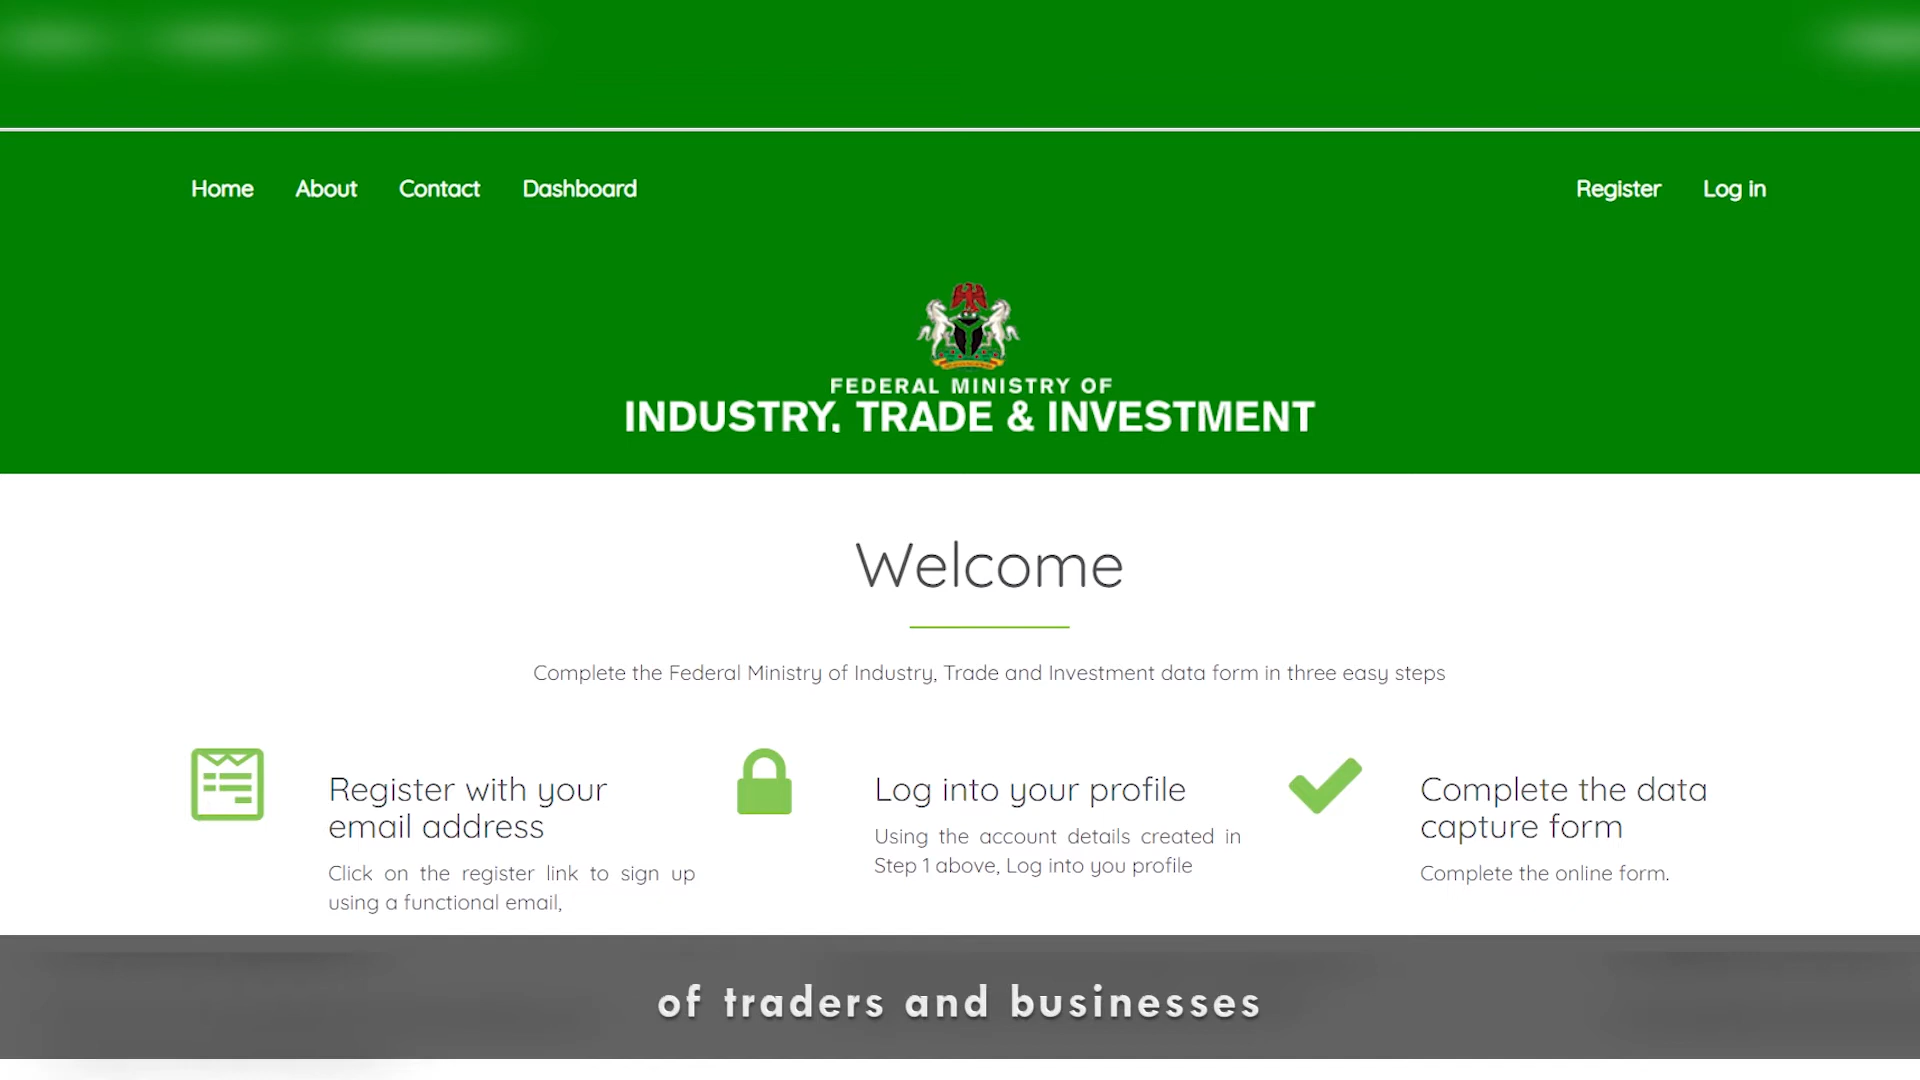 Home About Contact Dashboard Register Log in
FEDERAL MINISTRY OF
INDUSTRY, TRADE & INVESTMENT
Welcome
Complete the Federal Ministry of Industry, Trade and Investment data form in three easy steps
Register with your
email address
Click on the register link to sign up
using a functional email,
Log into your profile
Using the account details created in
Step 1 above, Log into you profile
Complete the data
capture form
Complete the online form.
of traders and businesses